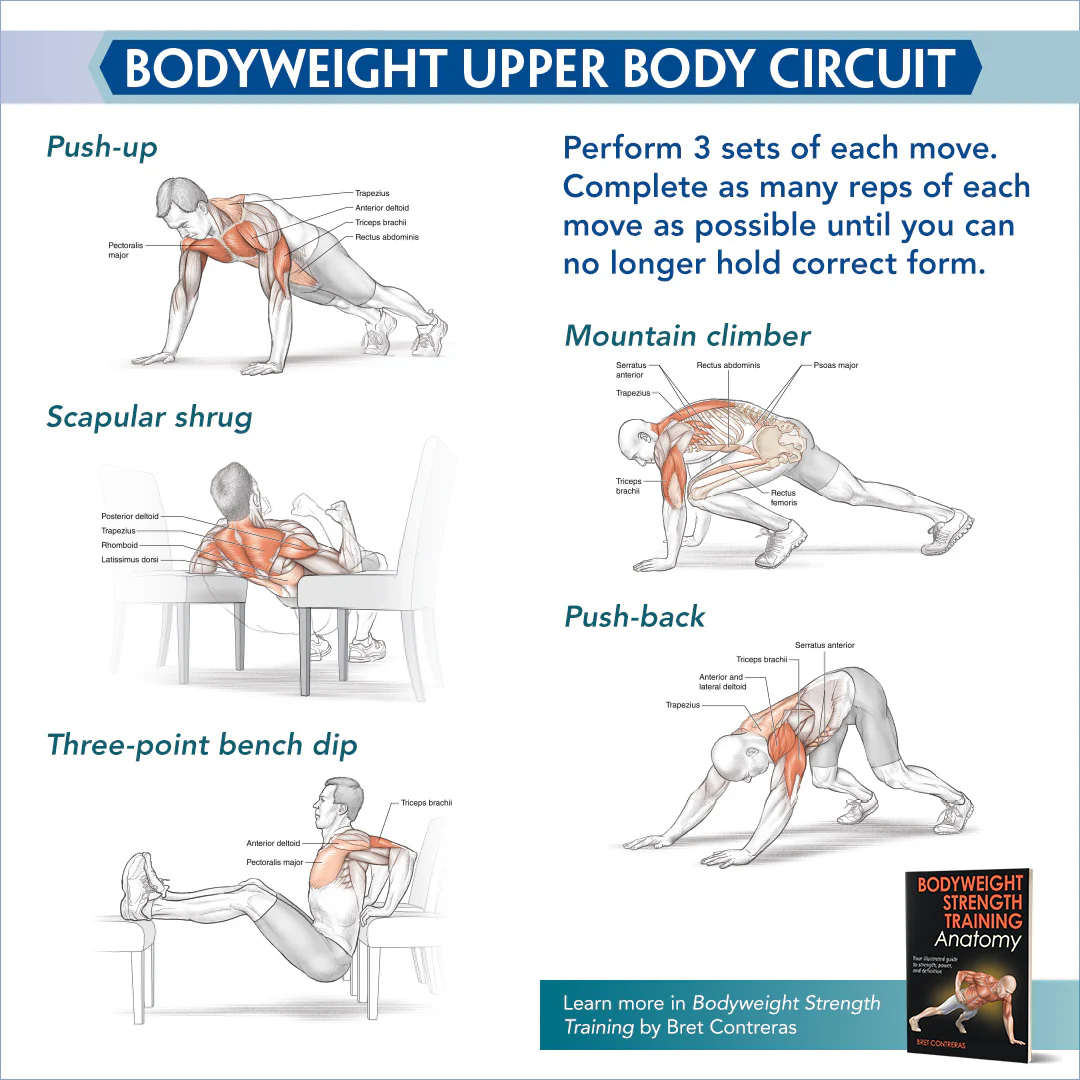 BODYWEIGHT UPPER BODY CIRCUIT
Push-up
Trapezius
Anterior deltoid
Triceps brachii
Rectus abdominis
Pectoralis
major
Scapular shrug
Posterior deltoid
Trapezius
Rhomboid
Latissimus dorsi
Three-point bench dip
Triceps brachii
Anterior deltoid
Pectoralis major
Perform 3 sets of each move.
Complete as many reps of each
move as possible until you can
no longer hold correct form.
Mountain climber
Serratus
anterior
Rectus abdominis
Psoas major
Trapezius
Triceps
brachii
Rectus
femoris
Push-back
Serratus anterior
Triceps brachii
Anterior and
lateral deltoid
Trapezius
Learn more in Bodyweight Strength
Training by Bret Contreras
BODYWEIGHT
STRENGTH
TRAINING
Anatomy
Your illustrated guide
to strength, power,
and definition
BRET CONTRERAS